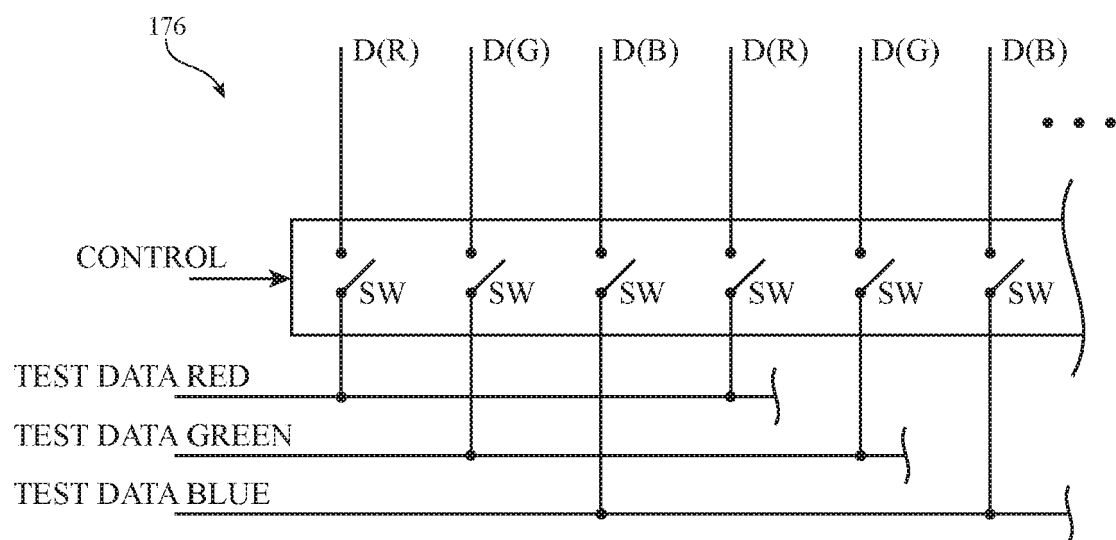 176
D(R) D(G) D(B) D(R) D(G) D(B)
CONTROL
SW SW SW SW SW SW
TEST DATA RED
TEST DATA GREEN
TEST DATA BLUE